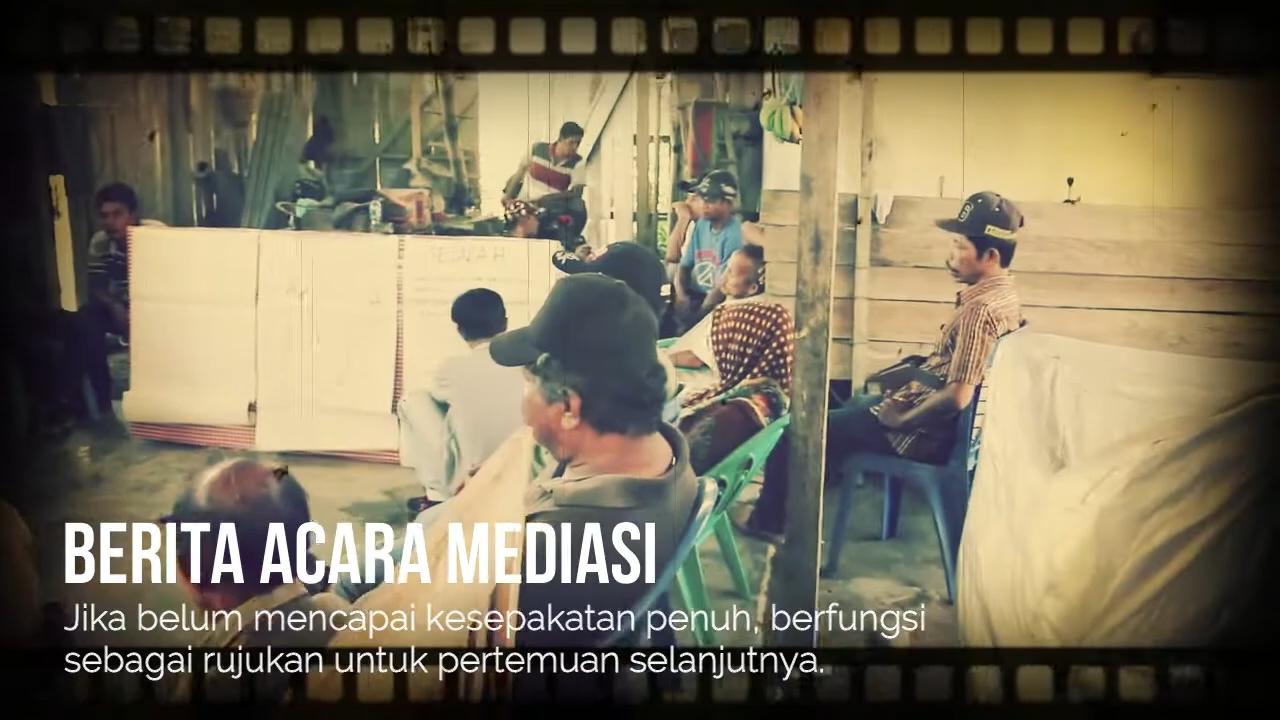 BERITA ACARA MEDIASI
Jika belum mencapai kesepakatan penuh, berfungsi
sebagai rujukan untuk pertemuan selanjutnya.